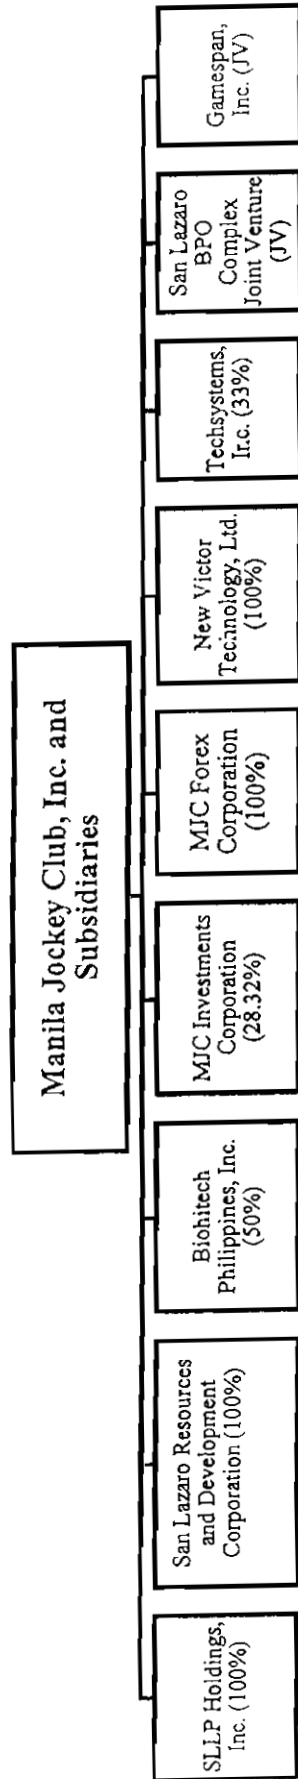 Manila Jockey Club, Inc. and
Subsidiaries
SLLP Holdings,
Inc. (100%)
San Lazaro Resources
and Development
Corporation (100%)
Biohitech
Philippines, Inc.
(50%)
MJC Investments
Corporation
(28.32%)
MJC Forex
Corporation
(100%)
New Victor
Technology, Ltd.
(100%)
Techsystems,
Inc. (33%)
San Lazaro
BPO
Complex
Joint Venture
(JV)
Gamespan,
Inc. (JV)